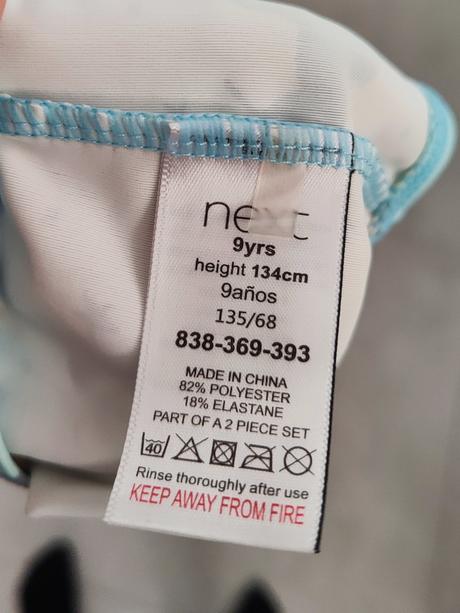 next
9yrs
height 134cm
9años
135/68
838-369-393
MADE IN CHINA
82% POLYESTER
18% ELASTANE
PART OF A 2 PIECE SET
40
Rinse thoroughly after use
KEEP AWAY FROM FIRE